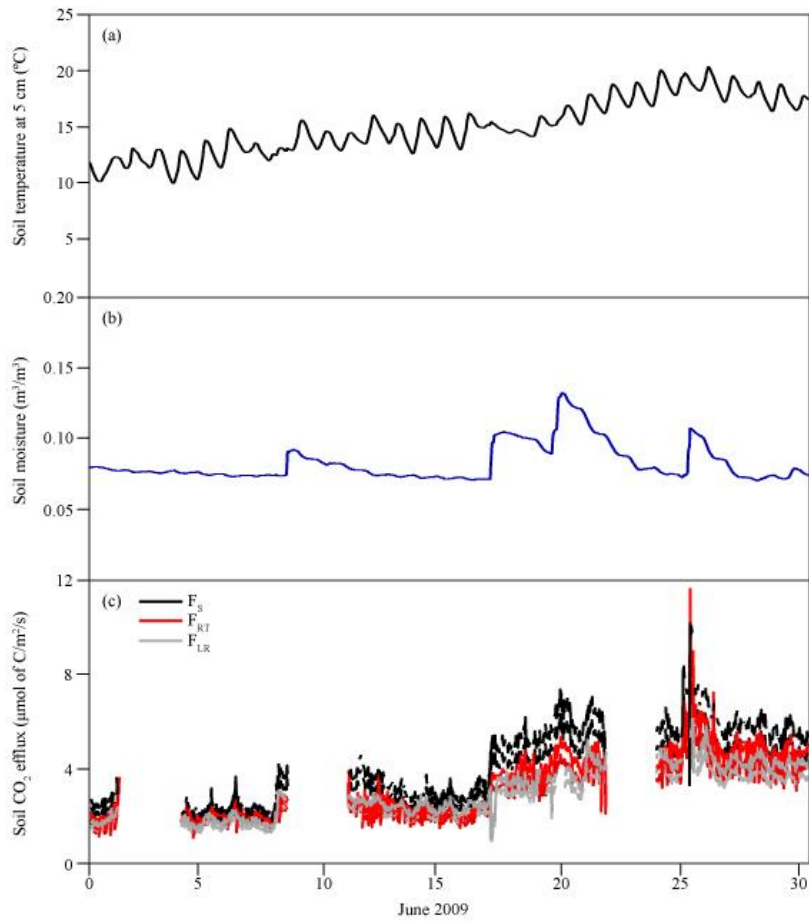 25
(a)
20
15
10
5
Soil temperature at 5 cm (ºC)
0.20
(b)
0.15
0.10
0.05
Soil moisture (m³/m³)
12
(c)
F_S
F_RT
F_LR
8
4
0
Soil CO₂ efflux (µmol of C/m²/s)
0 5 10 15 20 25 30
June 2009